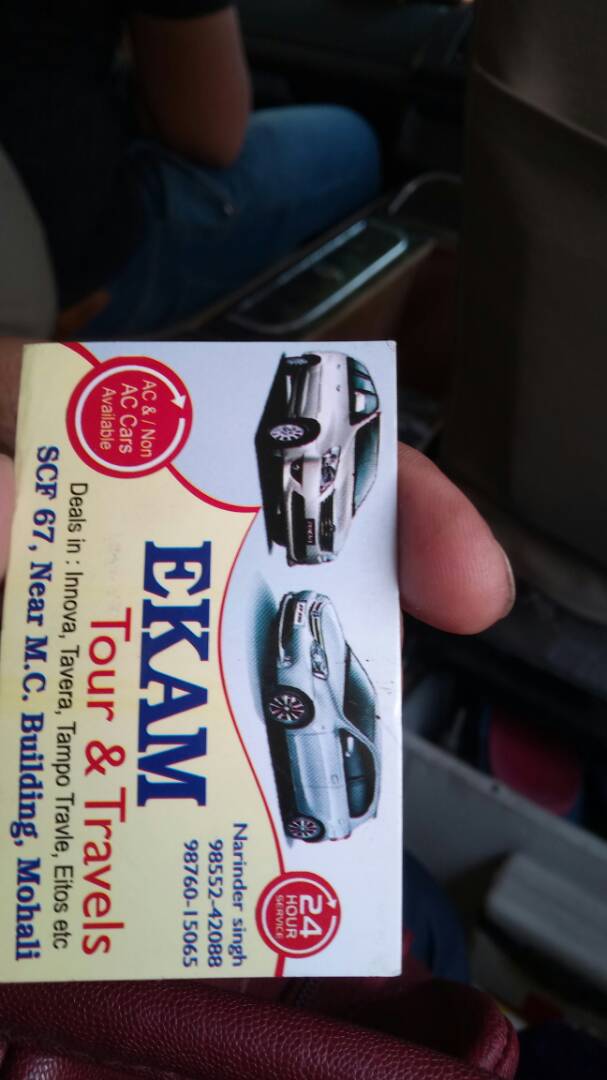 AC & / Non
AC Cars
Available
24
HOUR
SERVICE
Narinder singh
98552-42088
98760-15065
EKAM
Tour & Travels
Deals in : Innova, Tavera, Tampo Travle, Eitos etc
SCF 67, Near M.C. Building, Mohali